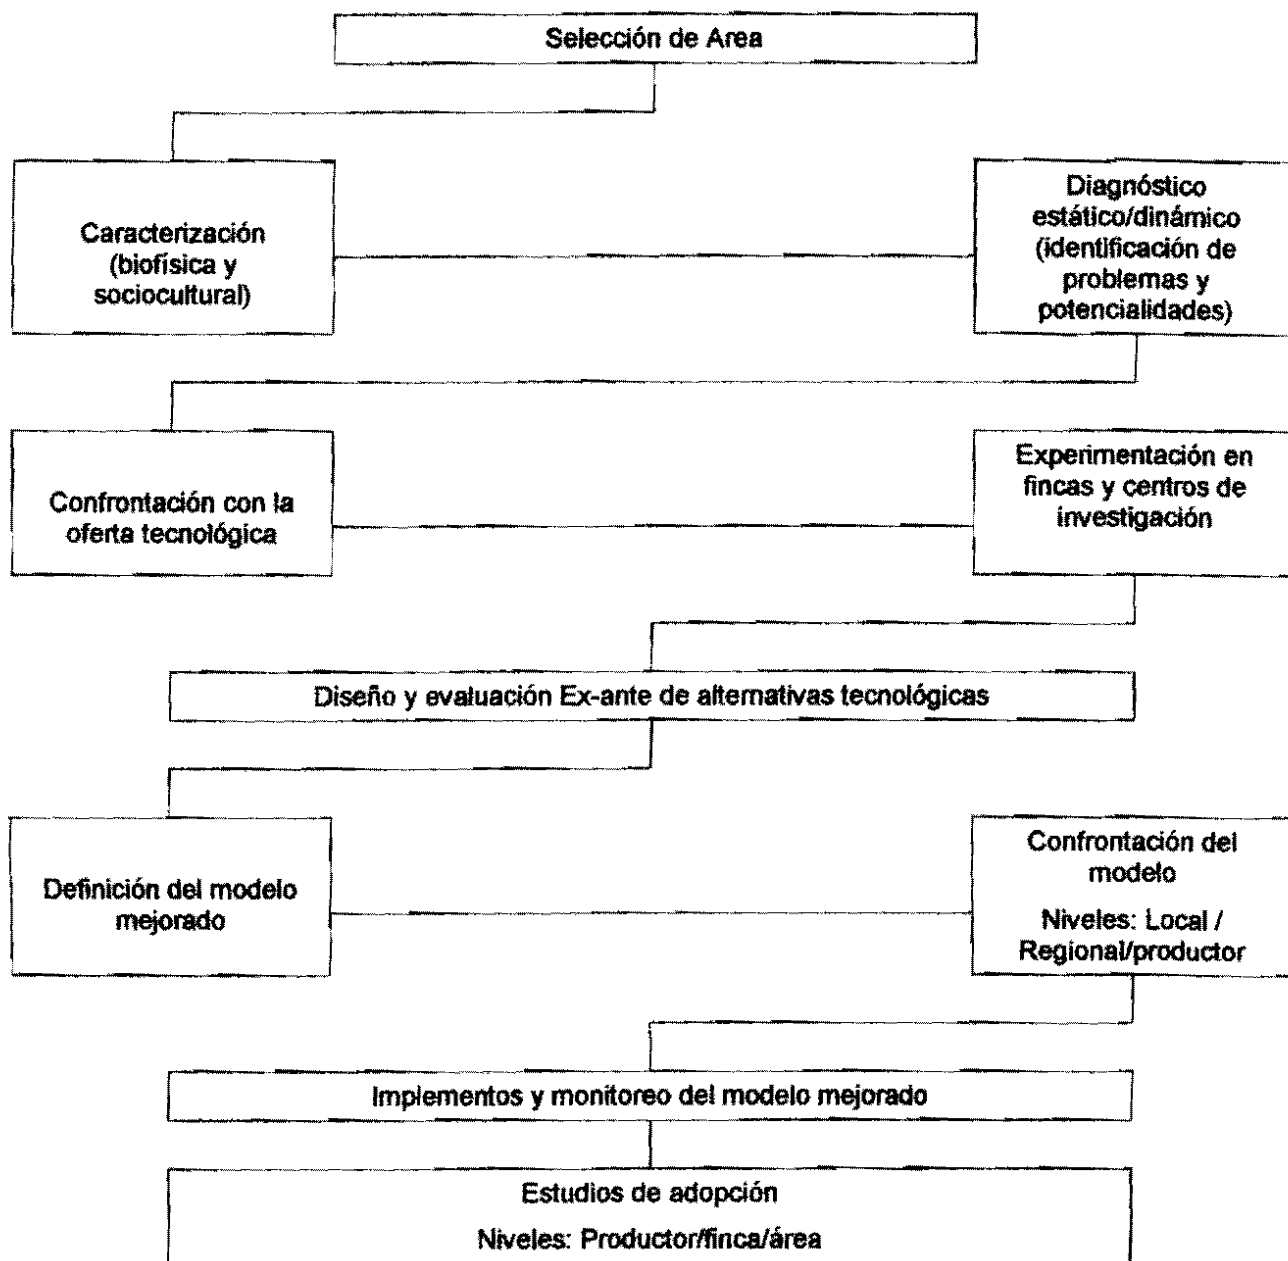 Selección de Area
Caracterización
(biofísica y
sociocultural)
Diagnóstico
estático/dinámico
(identificación de
problemas y
potencialidades)
Confrontación con la
oferta tecnológica
Experimentación en
fincas y centros de
investigación
Diseño y evaluación Ex-ante de alternativas tecnológicas
Definición del modelo
mejorado
Confrontación del
modelo
Niveles: Local /
Regional/productor
Implementos y monitoreo del modelo mejorado
Estudios de adopción
Niveles: Productor/finca/área